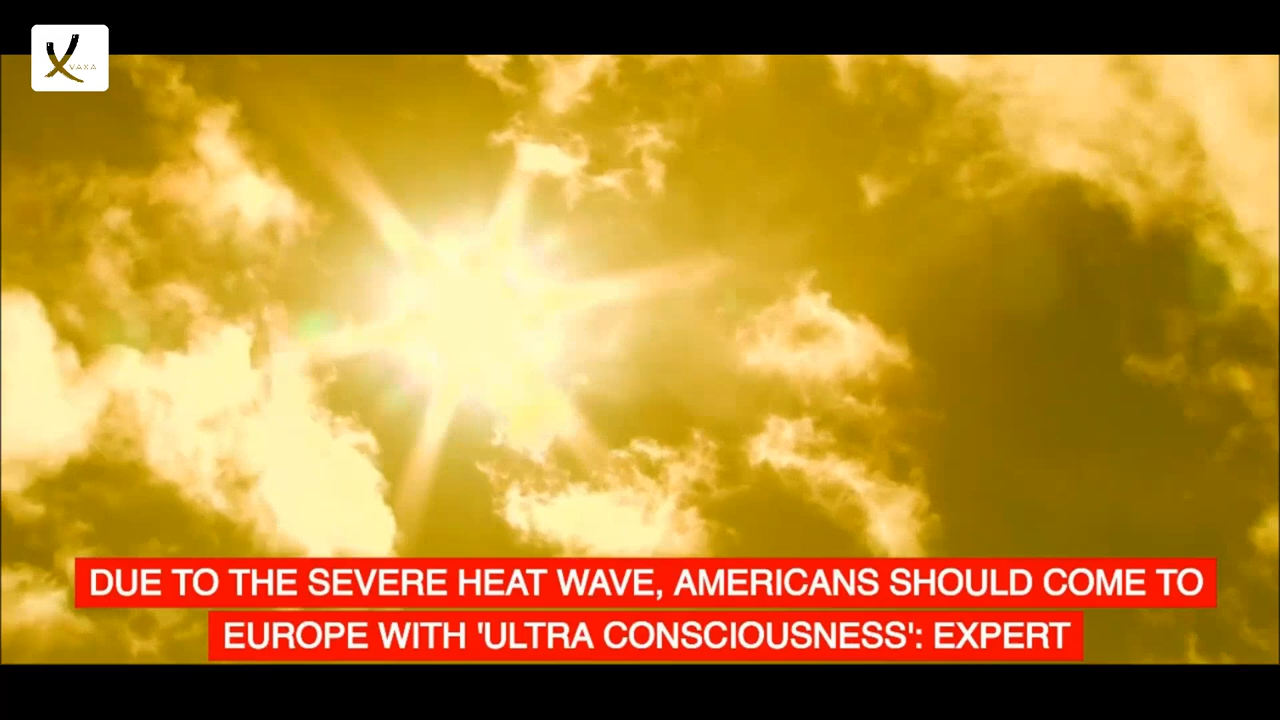 VAXA
DUE TO THE SEVERE HEAT WAVE, AMERICANS SHOULD COME TO
EUROPE WITH 'ULTRA CONSCIOUSNESS': EXPERT